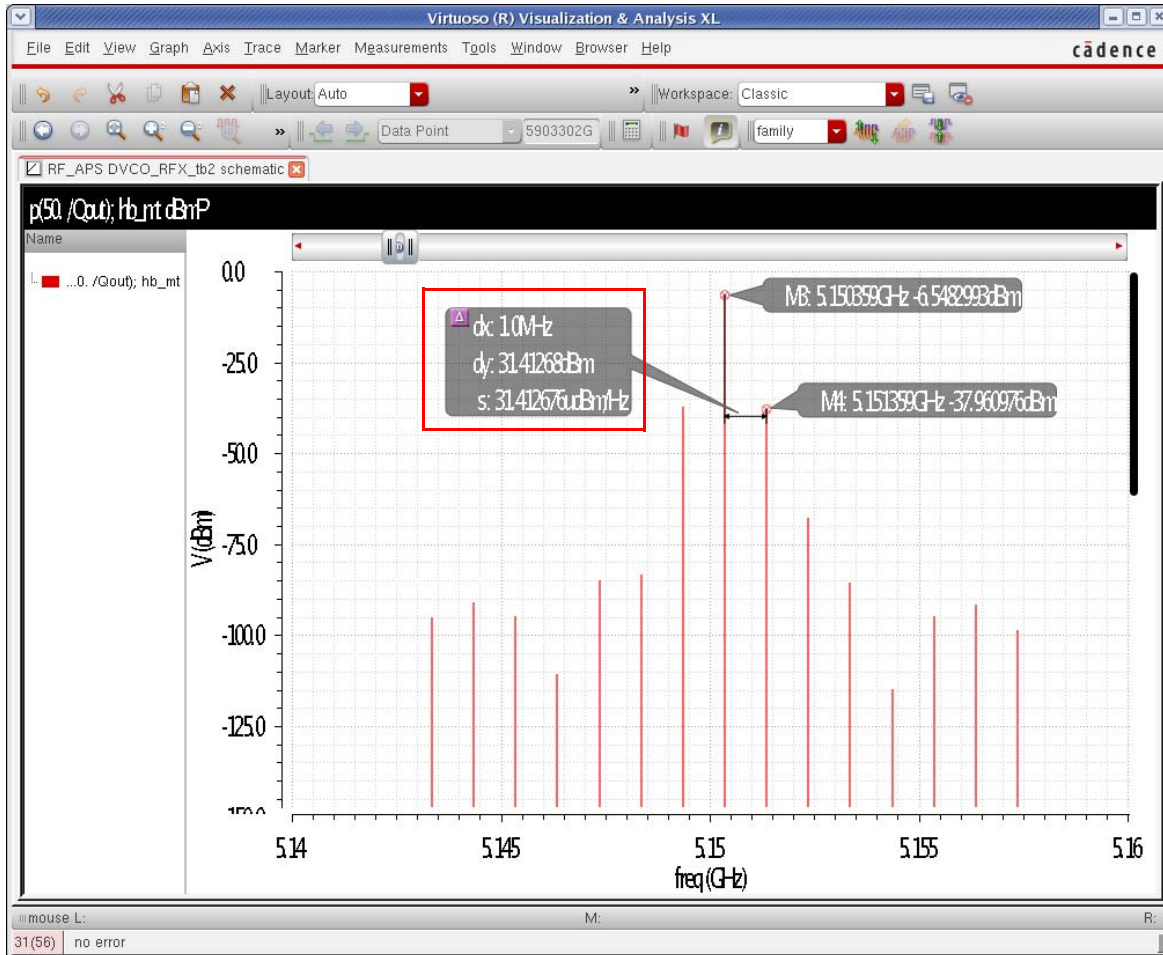 Virtuoso (R) Visualization & Analysis XL
File Edit View Graph Axis Trace Marker Measurements Tools Window Browser Help
cādence
Layout: Auto
» Workspace: Classic
» Data Point 5903302G family
RF_APS DVCO_RFX_tb2 schematic
p(50. /Qout); hb_mt dBmP
Name
...0. /Qout); hb_mt
0.0
-25.0
-50.0
-75.0
-100.0
-125.0
-150.0
V (dBm)
M3: 5.150359GHz -6.5482993dBm
dx: 1.0MHz
dy: 31.41268dBm
s: 31.412676udBm/Hz
M4: 5.151359GHz -37.960976dBm
5.14 5.145 5.15 5.155 5.16
freq (GHz)
mouse L: M: R:
31(56) no error